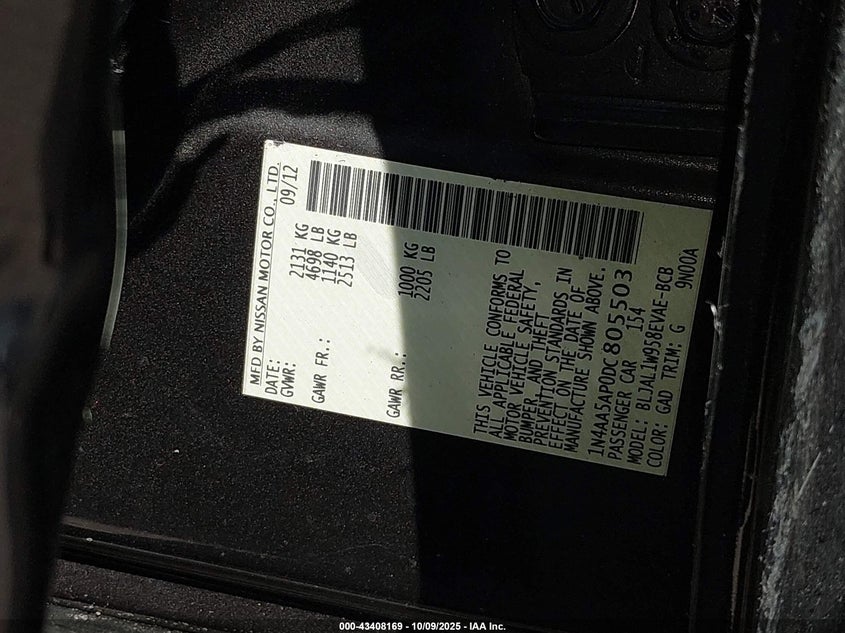 MFD BY NISSAN MOTOR CO., LTD.
DATE: 09/12
GVWR: 2131 KG
4698 LB
GAWR FR.: 1140 KG
2513 LB
GAWR RR.: 1000 KG
2205 LB
THIS VEHICLE CONFORMS TO
ALL APPLICABLE FEDERAL
MOTOR VEHICLE SAFETY,
BUMPER, AND THEFT
PREVENTION STANDARDS IN
EFFECT ON THE DATE OF
MANUFACTURE SHOWN ABOVE.
1N4AA5AP0DC805503
PASSENGER CAR 154
MODEL: BLJALIW958EVAE-BCB
COLOR: GAD TRIM: G 9N00A
000-43408169 - 10/09/2025 - IAA Inc.